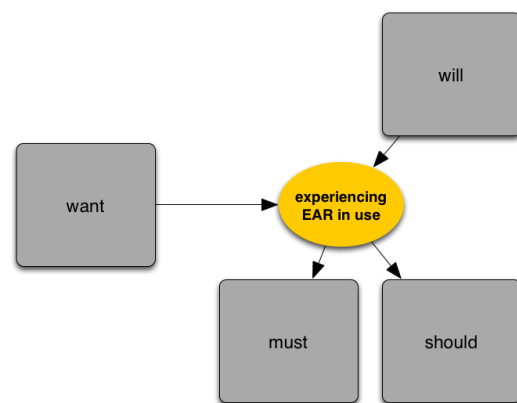 will
want
experiencing
EAR in use
must
should